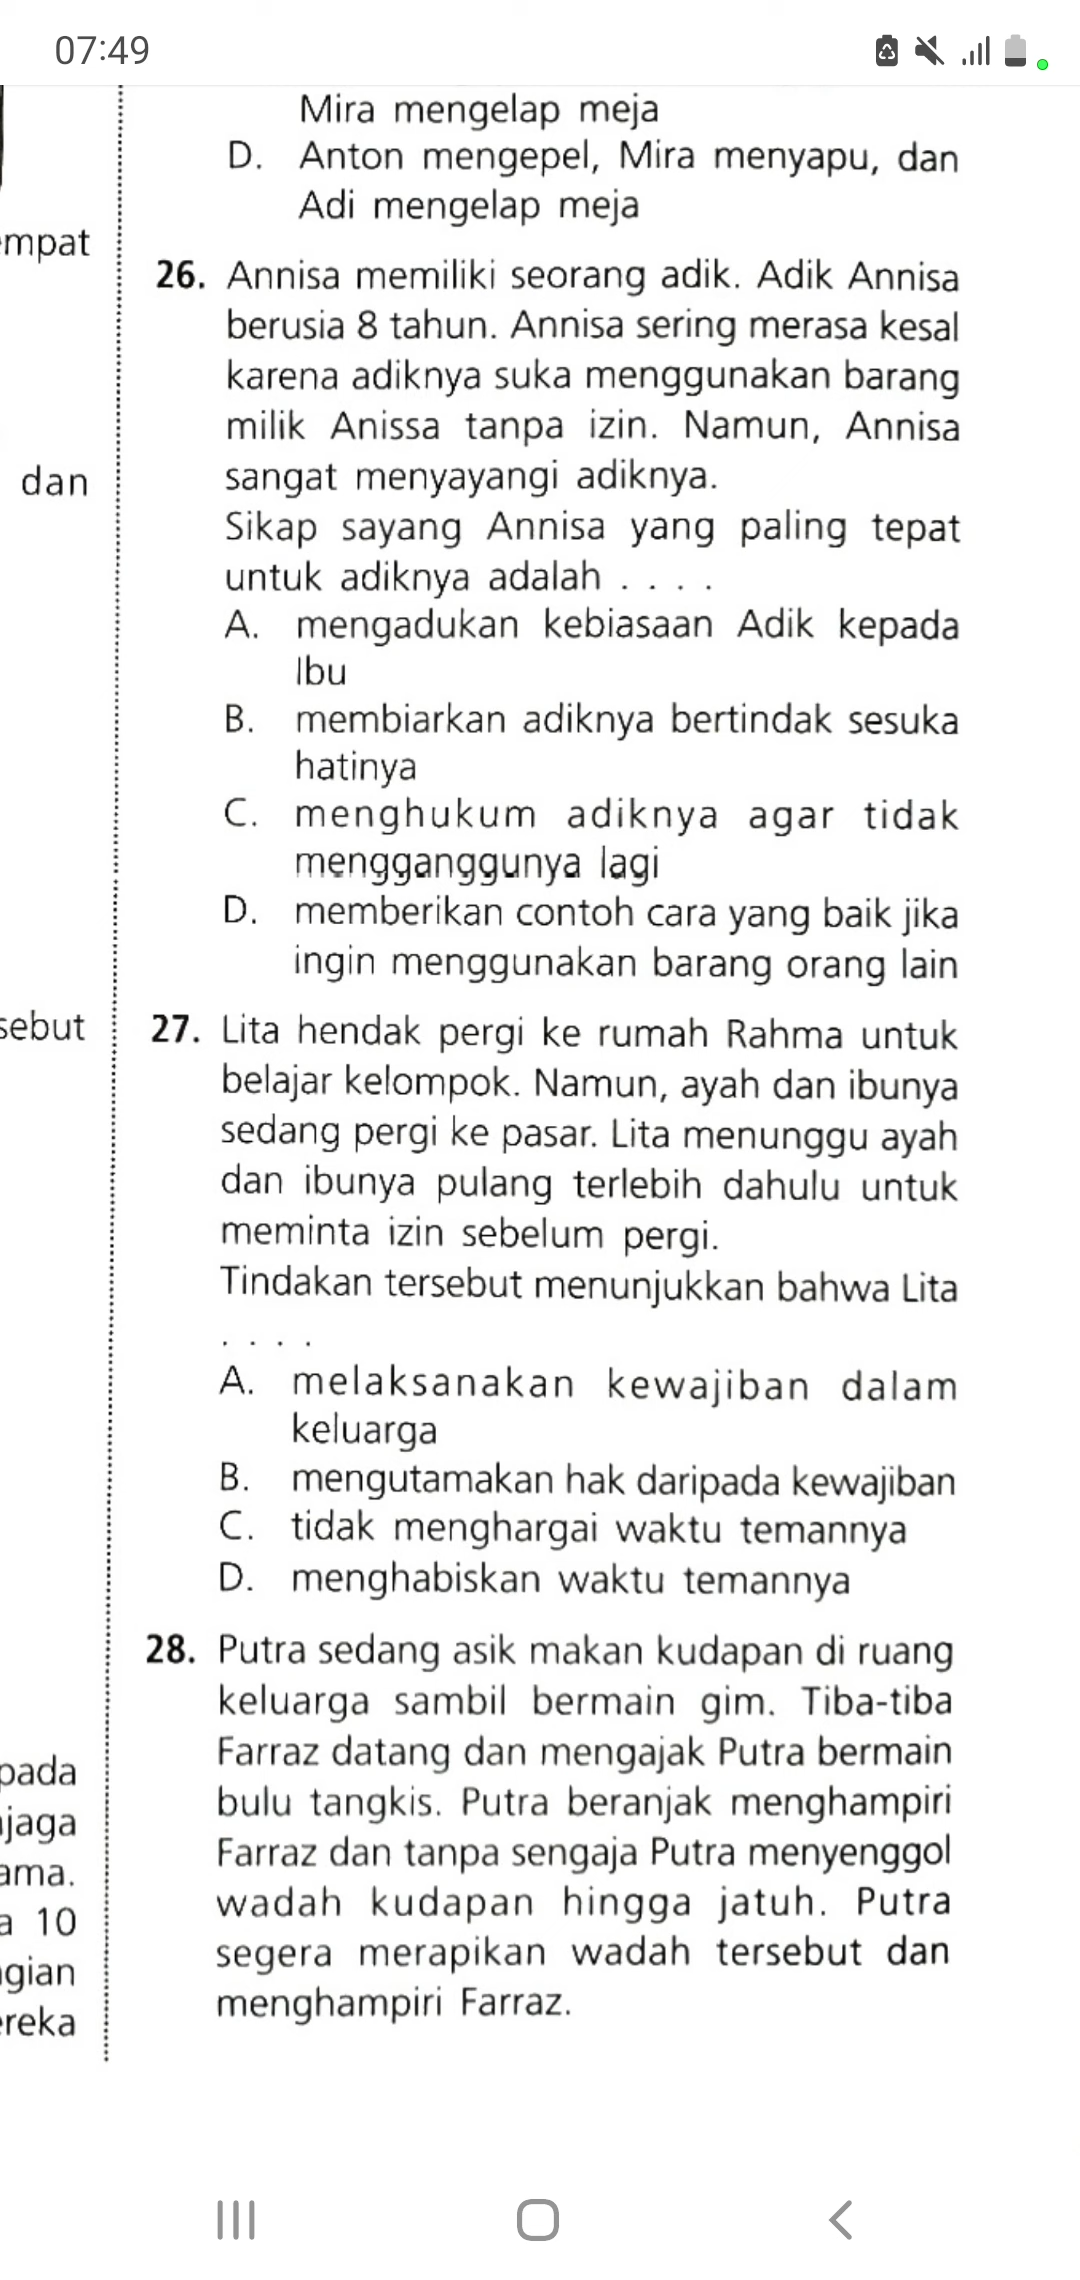 07:49
Mira mengelap meja
D. Anton mengepel, Mira menyapu, dan
Adi mengelap meja
mpat
dan
sebut
pada
jaga
ama.
a 10
gian
reka
26. Annisa memiliki seorang adik. Adik Annisa
berusia 8 tahun. Annisa sering merasa kesal
karena adiknya suka menggunakan barang
milik Anissa tanpa izin. Namun, Annisa
sangat menyayangi adiknya.
Sikap sayang Annisa yang paling tepat
untuk adiknya adalah . . . .
A. mengadukan kebiasaan Adik kepada
Ibu
B. membiarkan adiknya bertindak sesuka
hatinya
C. menghukum adiknya agar tidak
mengganggunya lagi
D. memberikan contoh cara yang baik jika
ingin menggunakan barang orang lain
27. Lita hendak pergi ke rumah Rahma untuk
belajar kelompok. Namun, ayah dan ibunya
sedang pergi ke pasar. Lita menunggu ayah
dan ibunya pulang terlebih dahulu untuk
meminta izin sebelum pergi.
Tindakan tersebut menunjukkan bahwa Lita
. . . .
A. melaksanakan kewajiban dalam
keluarga
B. mengutamakan hak daripada kewajiban
C. tidak menghargai waktu temannya
D. menghabiskan waktu temannya
28. Putra sedang asik makan kudapan di ruang
keluarga sambil bermain gim. Tiba-tiba
Farraz datang dan mengajak Putra bermain
bulu tangkis. Putra beranjak menghampiri
Farraz dan tanpa sengaja Putra menyenggol
wadah kudapan hingga jatuh. Putra
segera merapikan wadah tersebut dan
menghampiri Farraz.